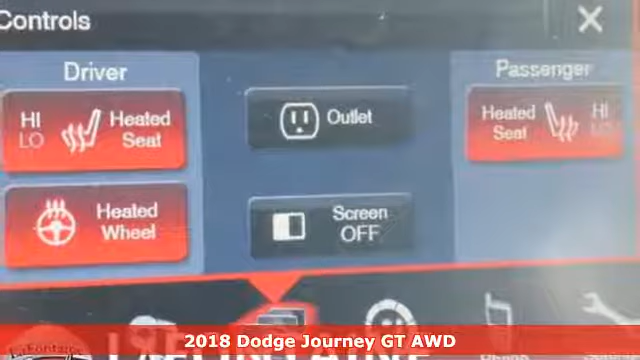 Controls
Driver
Passenger
HI
LO
Heated
Seat
Outlet
Heated
Seat
HI
Heated
Wheel
Screen
OFF
2018 Dodge Journey GT AWD